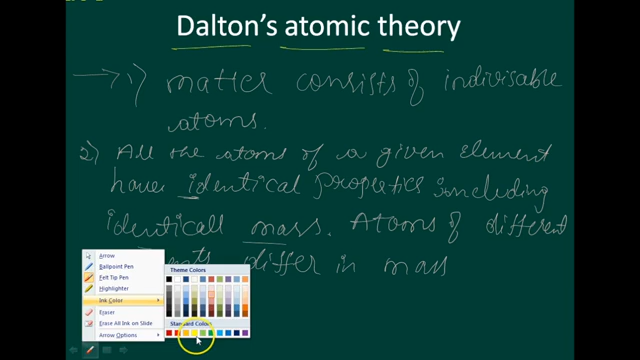 Dalton's atomic theory
→ 1) matter consists of indivisable
atoms.
2) All the atoms of a given element
have identical properties including
identicall mass. Atoms of different
differ in mass
Arrow
Ballpoint Pen
Felt Tip Pen
Highlighter
Ink Color
Eraser
Erase All Ink on Slide
Arrow Options
Theme Colors
Standard Colors